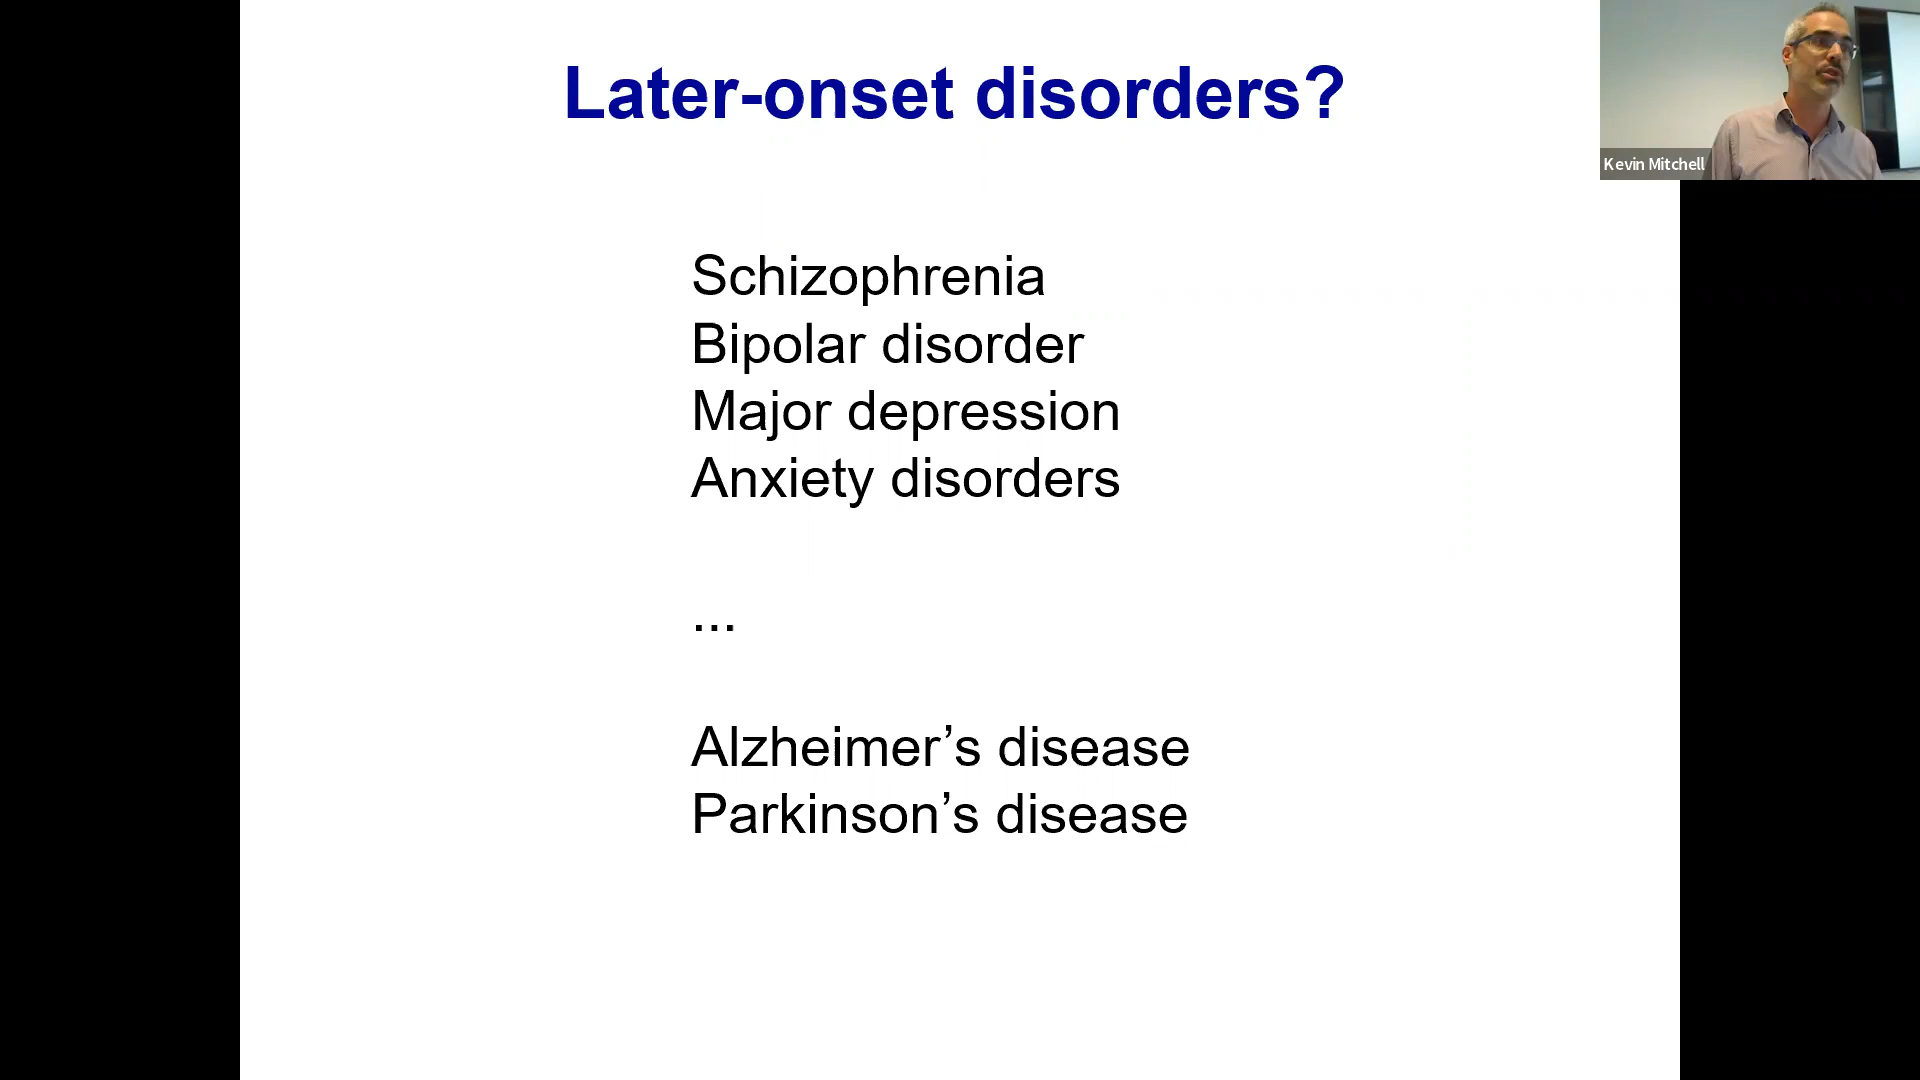 Later-onset disorders?
Kevin Mitchell
Schizophrenia
Bipolar disorder
Major depression
Anxiety disorders
...
Alzheimer’s disease
Parkinson’s disease